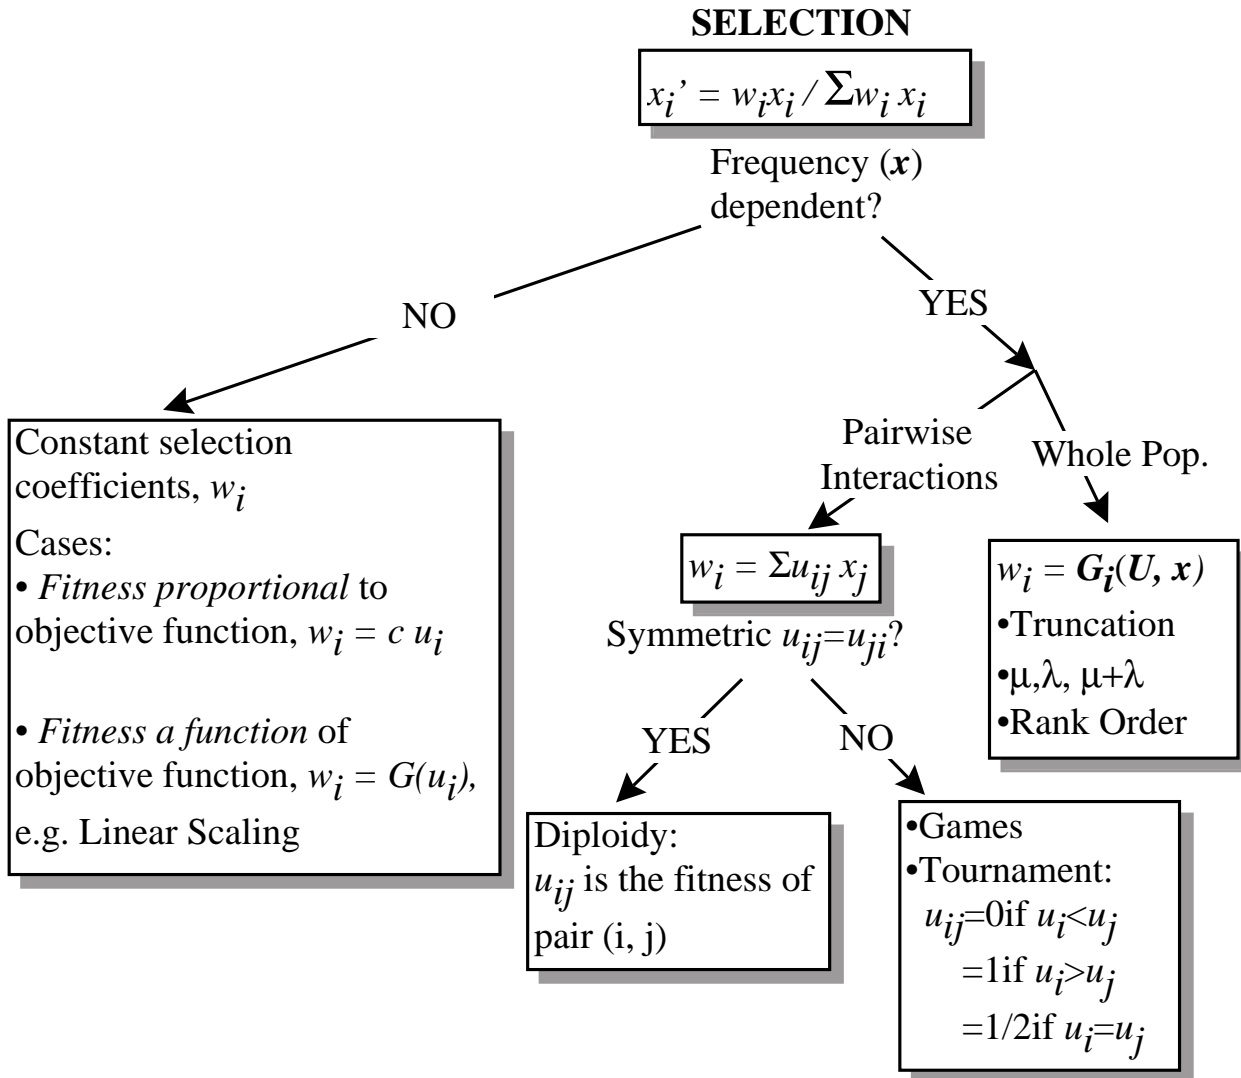 SELECTION
xi’ = wixi / Σwi xi
Frequency (x)
dependent?
NO
YES
Constant selection
coefficients, wi
Cases:
• Fitness proportional to
objective function, wi = c ui
• Fitness a function of
objective function, wi = G(ui),
e.g. Linear Scaling
Pairwise
Interactions
Whole Pop.
wi = Σuij xj
Symmetric uij=uji?
wi = Gi(U, x)
•Truncation
•μ,λ, μ+λ
•Rank Order
YES
NO
Diploidy:
uij is the fitness of
pair (i, j)
•Games
•Tournament:
uij=0if ui<uj
=1if ui>uj
=1/2if ui=uj